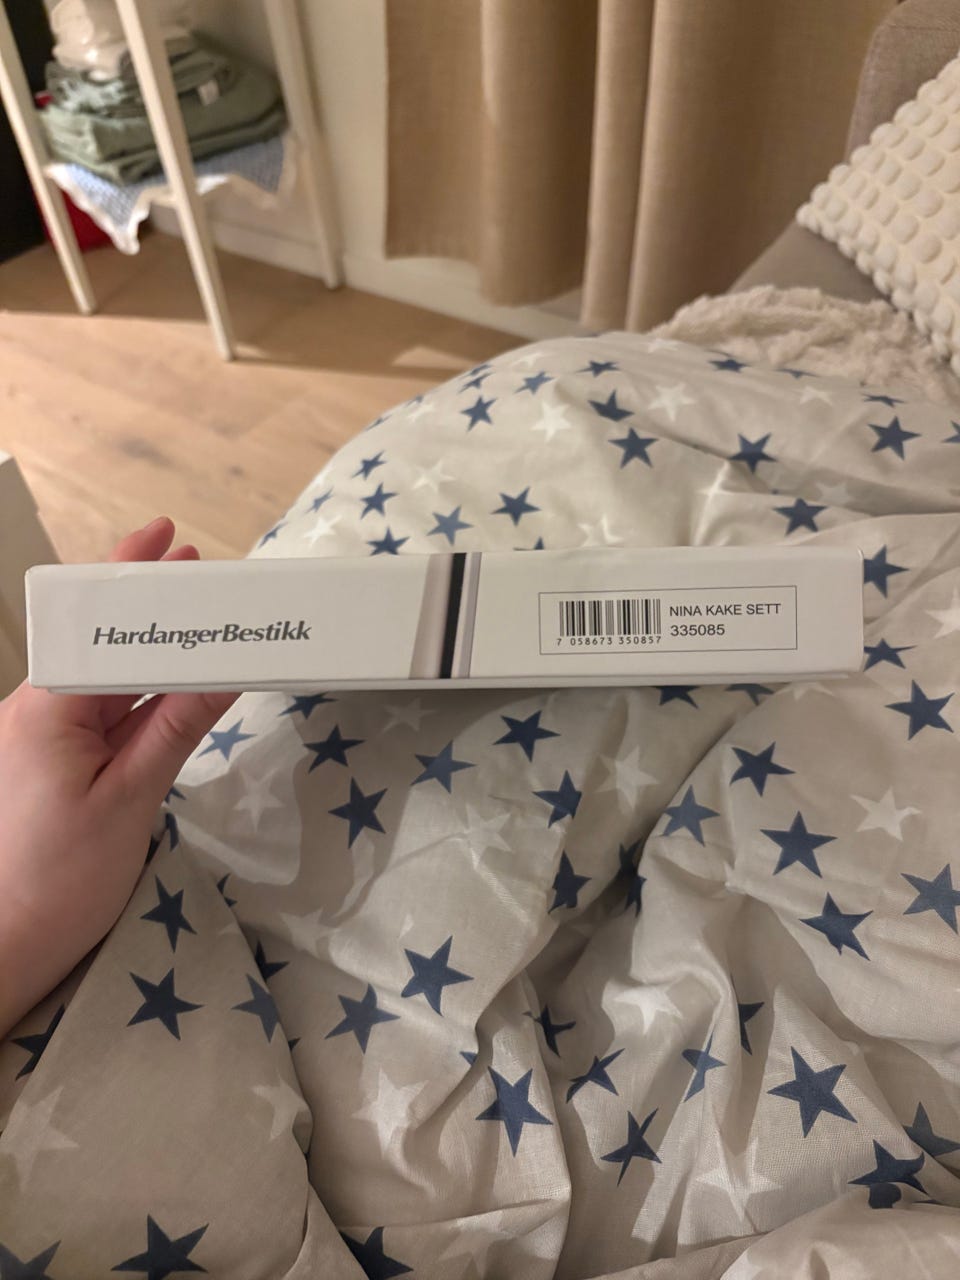 HardangerBestikk
NINA KAKE SETT
335085
7 058673 350857